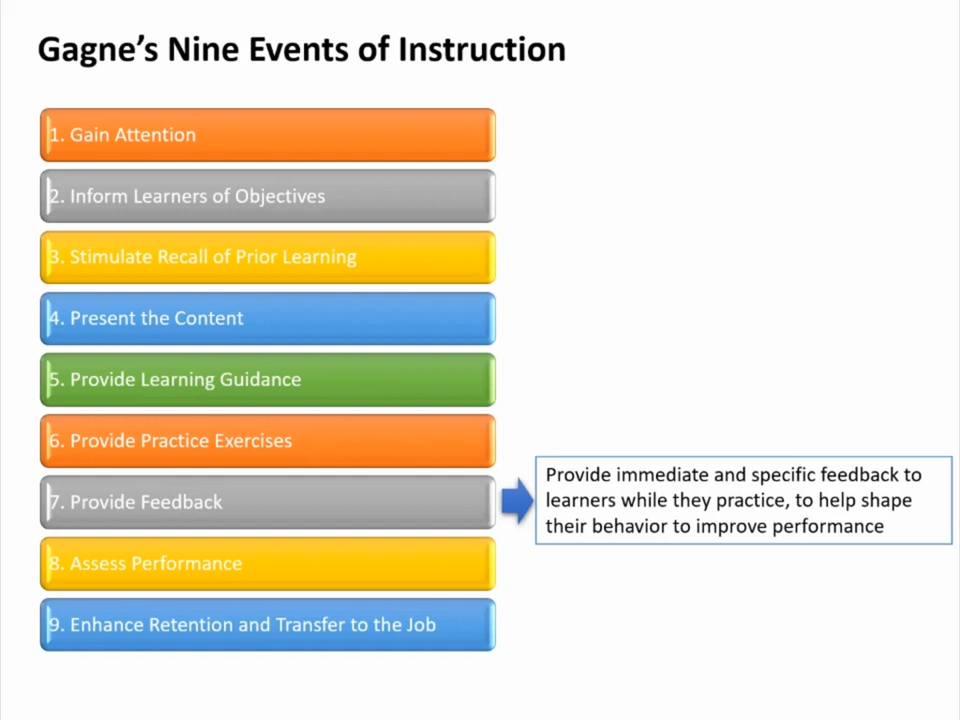 Gagne’s Nine Events of Instruction
1. Gain Attention
2. Inform Learners of Objectives
3. Stimulate Recall of Prior Learning
4. Present the Content
5. Provide Learning Guidance
6. Provide Practice Exercises
7. Provide Feedback
Provide immediate and specific feedback to
learners while they practice, to help shape
their behavior to improve performance
8. Assess Performance
9. Enhance Retention and Transfer to the Job